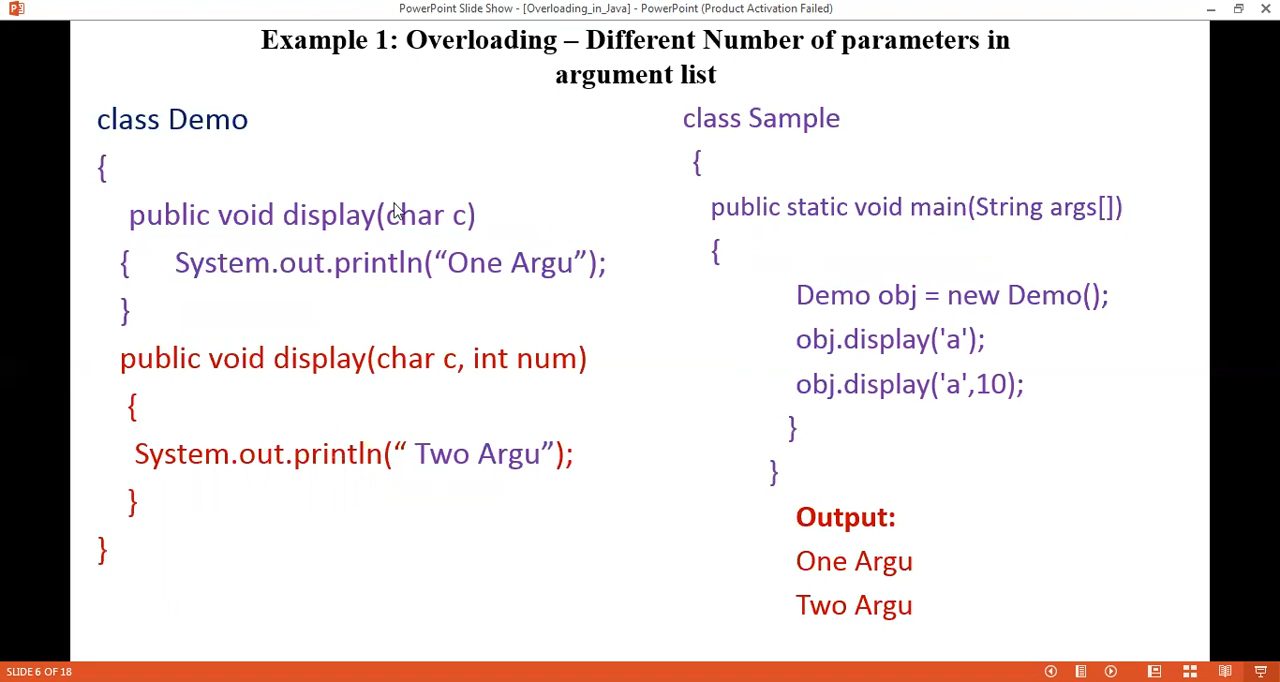 PowerPoint Slide Show - [Overloading_in_Java] - PowerPoint (Product Activation Failed)
Example 1: Overloading – Different Number of parameters in
argument list
class Demo
{
public void display(char c)
{ System.out.println(“One Argu”);
}
public void display(char c, int num)
{
System.out.println(“ Two Argu”);
}
}
class Sample
{
public static void main(String args[])
{
Demo obj = new Demo();
obj.display('a');
obj.display('a',10);
}
}
Output:
One Argu
Two Argu
SLIDE 6 OF 18